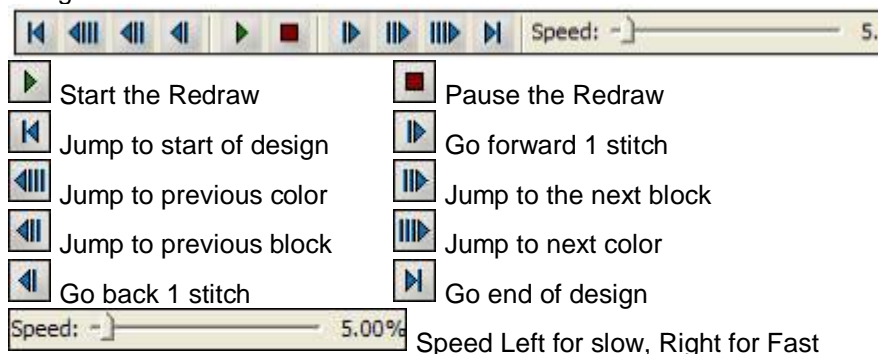 Speed: 5.
Start the Redraw Pause the Redraw
Jump to start of design Go forward 1 stitch
Jump to previous color Jump to the next block
Jump to previous block Jump to next color
Go back 1 stitch Go end of design
Speed: 5.00% Speed Left for slow, Right for Fast